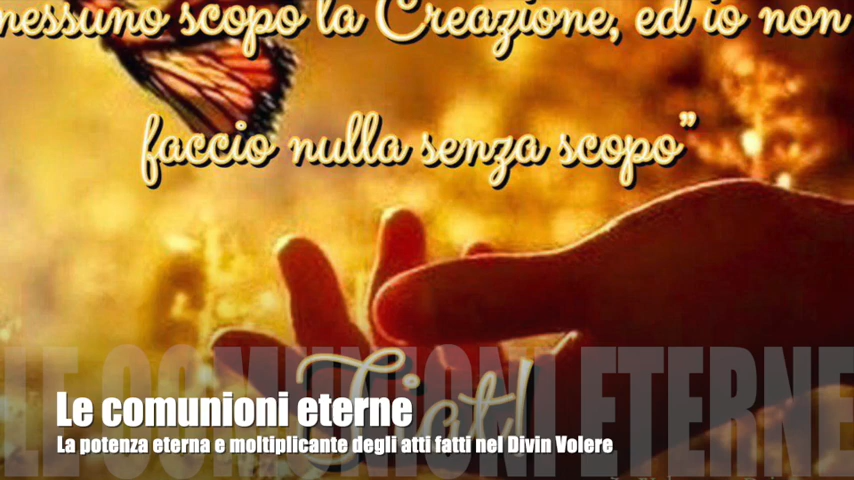 nessuno scopo la Creazione, ed io non
faccio nulla senza scopo”
Fiat!
LE COMUNIONI ETERNE
Le comunioni eterne
La potenza eterna e moltiplicante degli atti fatti nel Divin Volere